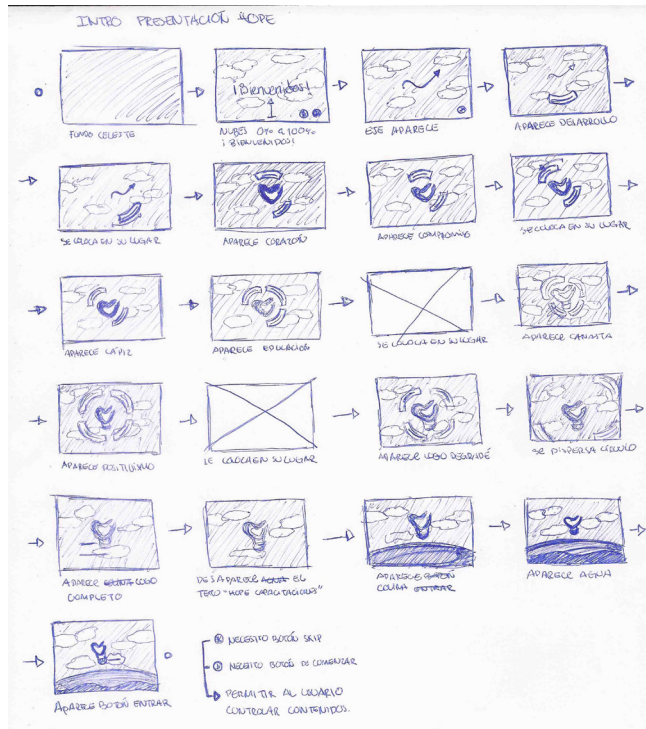 INTRO PRESENTACIÓN HOPE
¡Bienvenidos!
FONDO CELESTE
NUBES 0% a 100%
¡BIENVENIDOS!
EJE APARECE
APARECE DESARROLLO
SE COLOCA EN SU LUGAR
APARECE CORAZÓN
APARECE COMPROMISO
SE COLOCA EN SU LUGAR
APARECE LÁPIZ
APARECE EDUCACIÓN
SE COLOCA EN SU LUGAR
APARECE CANASTA
APARECE POSITIVISMO
SE COLOCA EN SU LUGAR
APARECE LOGO DEGRADÉ
SE DISPERSA CÍRCULO
APARECE LOGO
COMPLETO
DESAPARECE EL
TEXTO "HOPE CAPACITACIONES"
APARECE BOTÓN
COLINA ENTRAR
APARECE AGUA
APARECE BOTÓN ENTRAR
NECESITO BOTÓN SKIP
NECESITO BOTÓN DE COMENZAR
PERMITIR AL USUARIO
CONTROLAR CONTENIDOS.